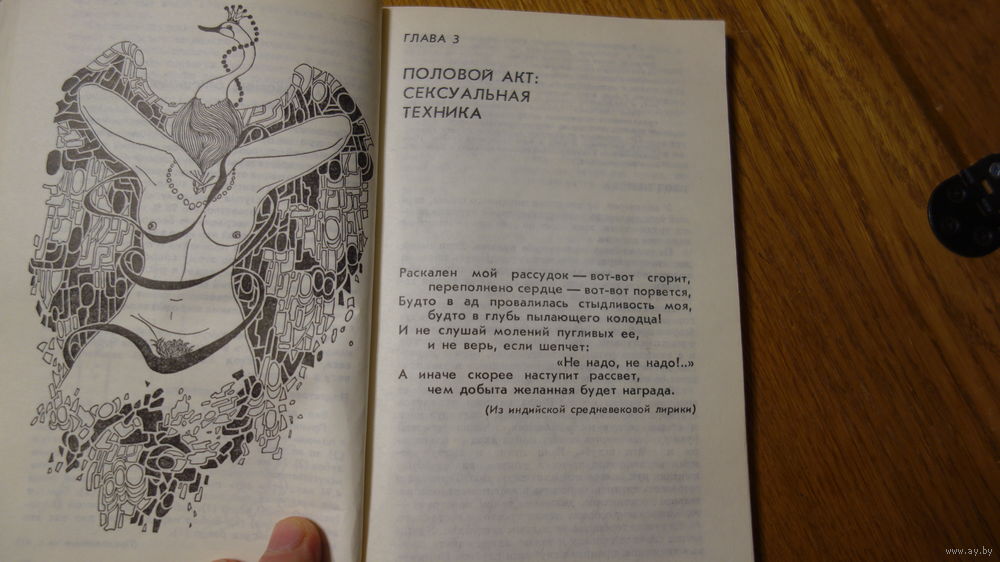 ГЛАВА 3
ПОЛОВОЙ АКТ:
СЕКСУАЛЬНАЯ
ТЕХНИКА
Раскален мой рассудок — вот-вот сгорит,
переполнено сердце — вот-вот порвется,
Будто в ад провалилась стыдливость моя,
будто в глубь пылающего колодца!
И не слушай молений пугливых ее,
и не верь, если шепчет:
«Не надо, не надо!..»
А иначе скорее наступит рассвет,
чем добыта желанная будет награда.
(Из индийской средневековой лирики)
www.ay.by